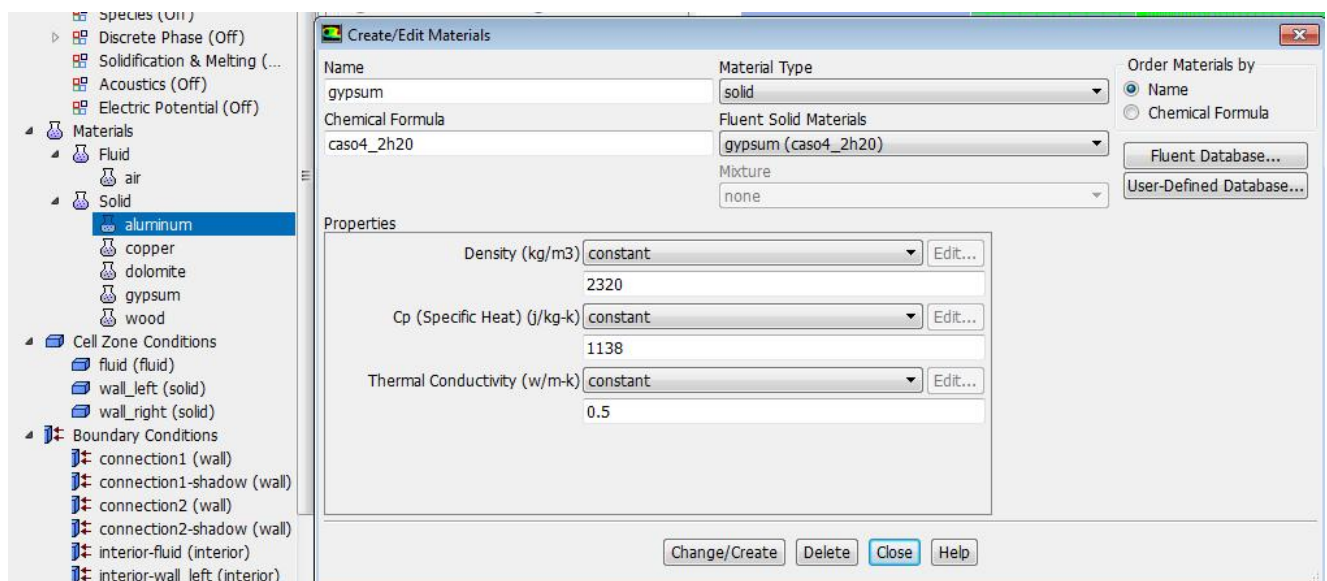 Species (Off)
Discrete Phase (Off)
Solidification & Melting (...
Acoustics (Off)
Electric Potential (Off)
Materials
Fluid
air
Solid
aluminum
copper
dolomite
gypsum
wood
Cell Zone Conditions
fluid (fluid)
wall_left (solid)
wall_right (solid)
Boundary Conditions
connection1 (wall)
connection1-shadow (wall)
connection2 (wall)
connection2-shadow (wall)
interior-fluid (interior)
interior-wall_left (interior)
Create/Edit Materials
Name
gypsum
Chemical Formula
caso4_2h20
Material Type
solid
Fluent Solid Materials
gypsum (caso4_2h20)
Mixture
none
Order Materials by
Name
Chemical Formula
Fluent Database...
User-Defined Database...
Properties
Density (kg/m3) constant Edit...
2320
Cp (Specific Heat) (j/kg-k) constant Edit...
1138
Thermal Conductivity (w/m-k) constant Edit...
0.5
Change/Create Delete Close Help